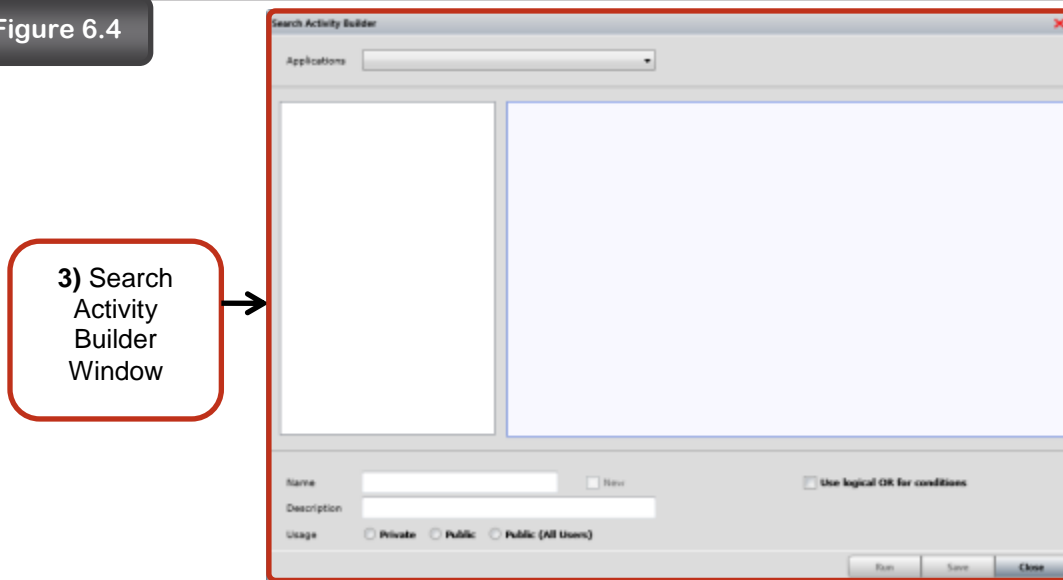 Figure 6.4
Search Activity Builder
Applications
3) Search
Activity
Builder
Window
Name
New
Use logical OR for conditions
Description
Usage
Private
Public
Public (All Users)
Run
Save
Close